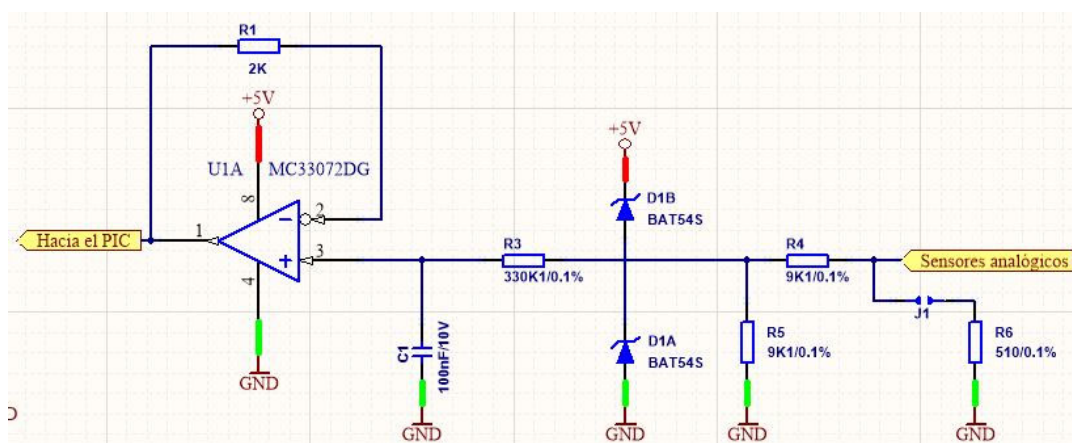 R1
2K
+5V
U1A
MC33072DG
8
2
1
3
4
Hacia el PIC
GND
C1
100nF/10V
GND
R3
330K1/0.1%
+5V
D1B
BAT54S
D1A
BAT54S
GND
R4
9K1/0.1%
R5
9K1/0.1%
GND
Sensores analógicos
J1
R6
510/0.1%
GND